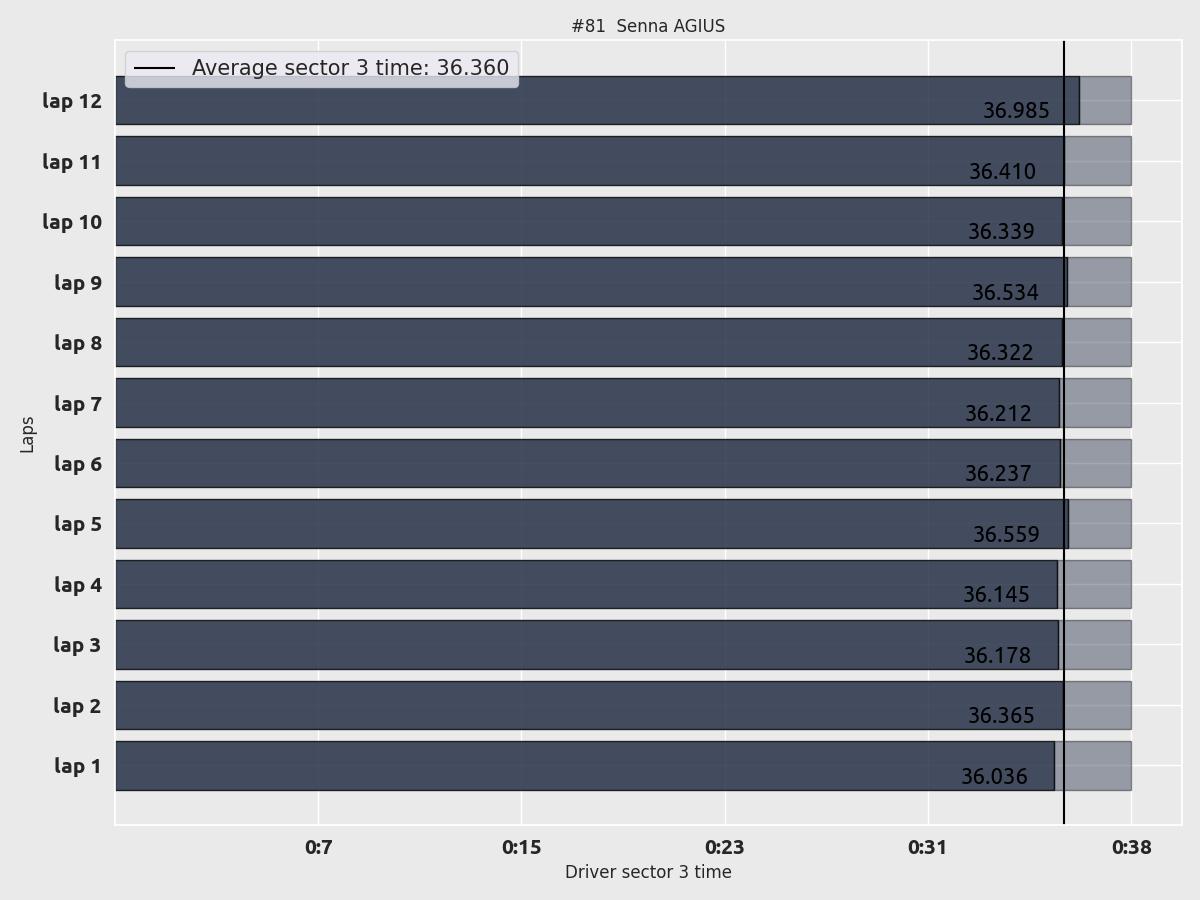 #81  Senna AGIUS
Average sector 3 time: 36.360
lap 12
36.985
lap 11
36.410
lap 10
36.339
lap 9
36.534
lap 8
36.322
lap 7
36.212
lap 6
36.237
lap 5
36.559
lap 4
36.145
lap 3
36.178
lap 2
36.365
lap 1
36.036
Laps
0:7 0:15 0:23 0:31 0:38
Driver sector 3 time